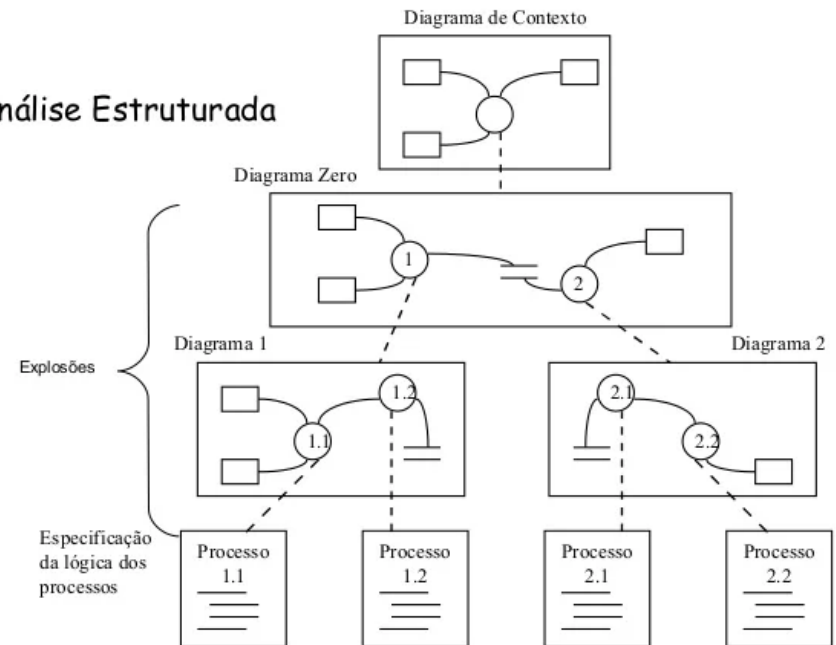 Diagrama de Contexto
nálise Estruturada
Diagrama Zero
1
2
Diagrama 1
Diagrama 2
Explosões
1.2
1.1
2.1
2.2
Especificação
da lógica dos
processos
Processo
1.1
Processo
1.2
Processo
2.1
Processo
2.2